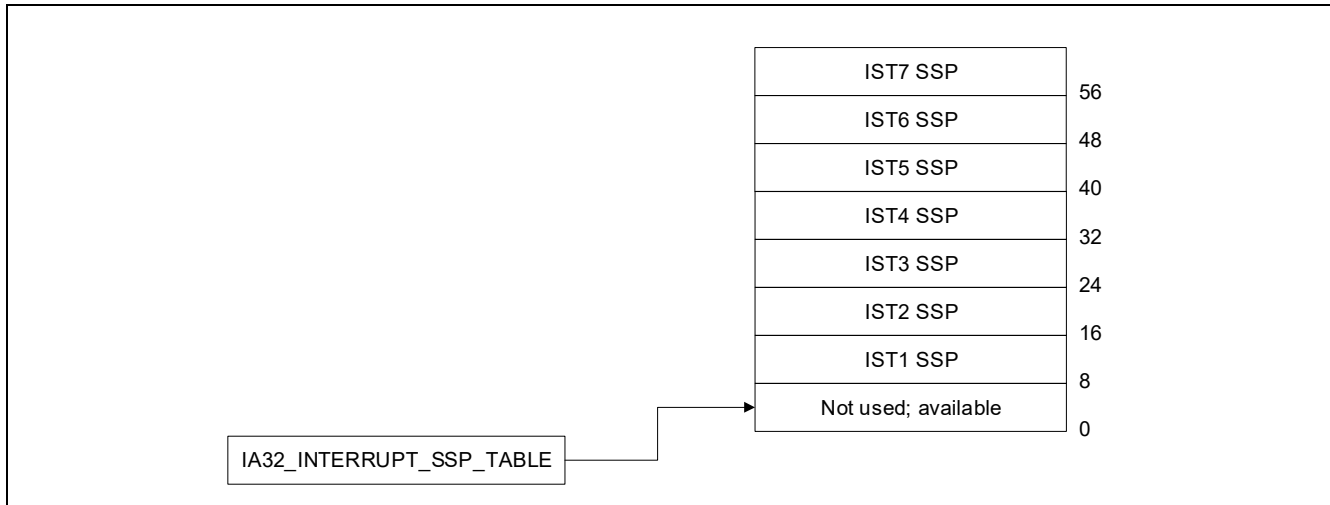 IST7 SSP
56
IST6 SSP
48
IST5 SSP
40
IST4 SSP
32
IST3 SSP
24
IST2 SSP
16
IST1 SSP
8
Not used; available
0
IA32_INTERRUPT_SSP_TABLE